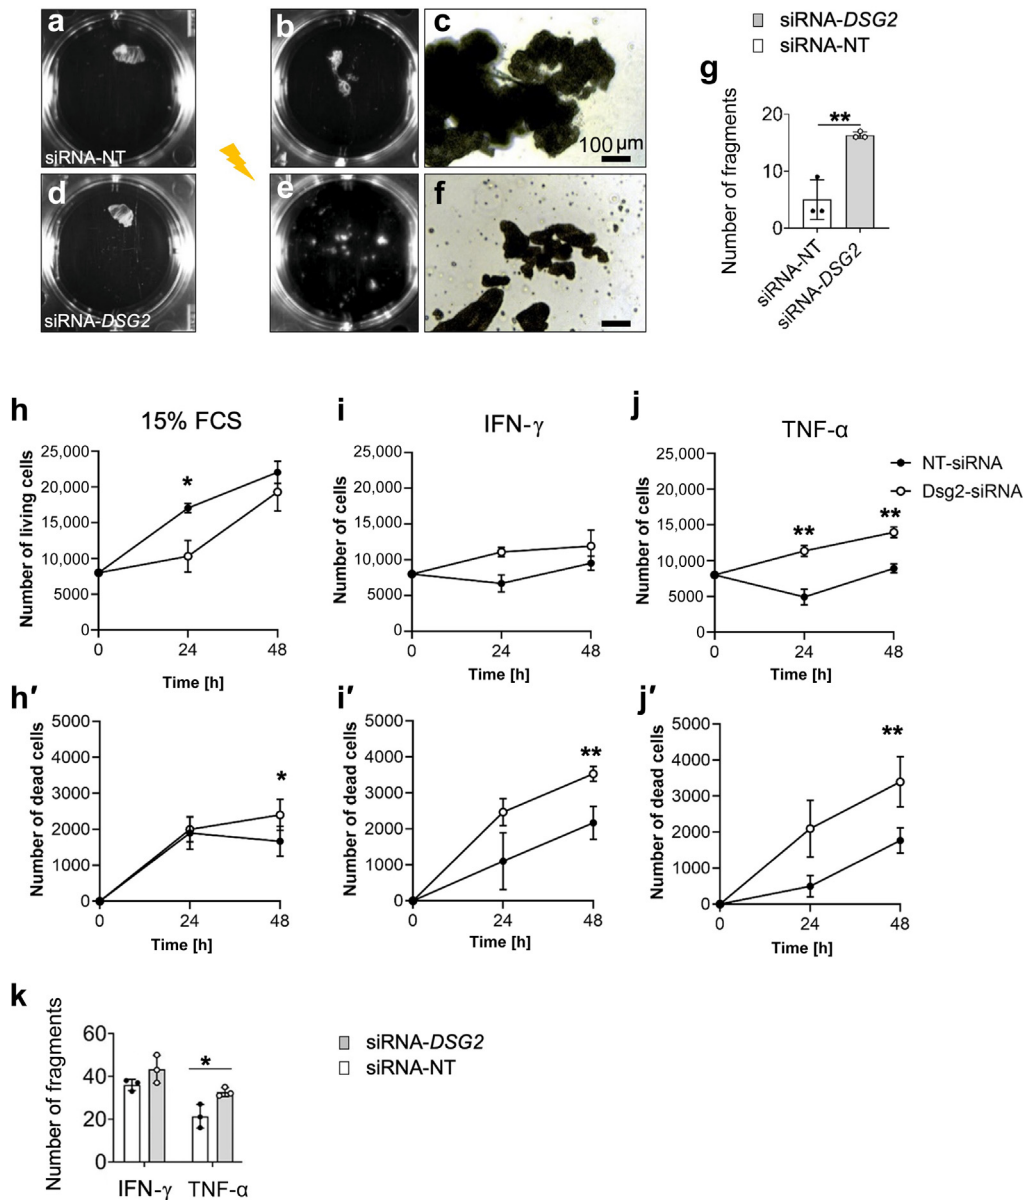 a
siRNA-NT
b
c
100 µm
d
siRNA-DSG2
e
f
siRNA-DSG2
siRNA-NT
g
Number of fragments
20
10
0
**
siRNA-NT
siRNA-DSG2
h
15% FCS
Number of living cells
25,000
20,000
15,000
10,000
5000
0
*
0
24
48
Time [h]
i
IFN-γ
Number of cells
25,000
20,000
15,000
10,000
5000
0
0
24
48
Time [h]
j
TNF-α
Number of cells
25,000
20,000
15,000
10,000
5000
0
**
**
0
24
48
Time [h]
NT-siRNA
Dsg2-siRNA
h′
Number of dead cells
5000
4000
3000
2000
1000
0
*
0
24
48
Time [h]
i′
Number of dead cells
5000
4000
3000
2000
1000
0
**
0
24
48
Time [h]
j′
Number of dead cells
5000
4000
3000
2000
1000
0
**
0
24
48
Time [h]
k
Number of fragments
60
40
20
0
*
IFN-γ
TNF-α
siRNA-DSG2
siRNA-NT